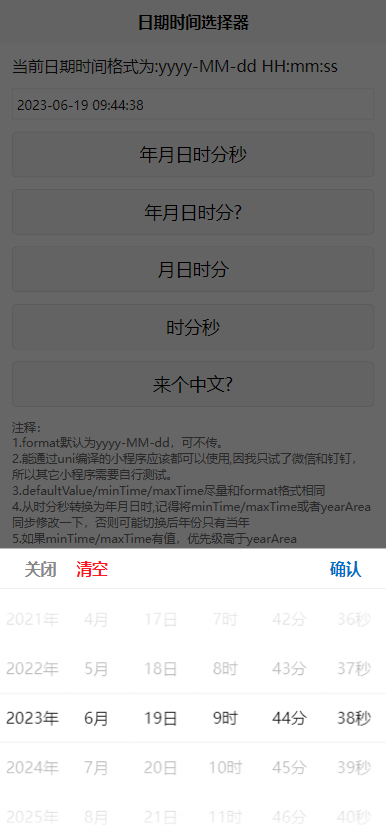 日期时间选择器
当前日期时间格式为:yyyy-MM-dd HH:mm:ss
2023-06-19 09:44:38
年月日时分秒
年月日时分?
月日时分
时分秒
来个中文?
注释：
1.format默认为yyyy-MM-dd，可不传。
2.能通过uni编译的小程序应该都可以使用,因我只试了微信和钉钉，
所以其它小程序需要自行测试。
3.defaultValue/minTime/maxTime尽量和format格式相同
4.从时分秒转换为年月日时,记得将minTime/maxTime或者yearArea
同步修改一下，否则可能切换后年份只有当年
5.如果minTime/maxTime有值，优先级高于yearArea
关闭 清空 确认
2021年 4月 17日 7时 42分 36秒
2022年 5月 18日 8时 43分 37秒
2023年 6月 19日 9时 44分 38秒
2024年 7月 20日 10时 45分 39秒
2025年 8月 21日 11时 46分 40秒